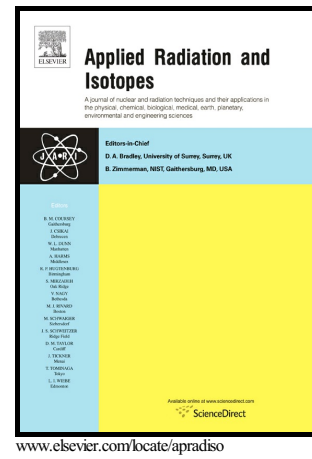 ELSEVIER
Applied Radiation and
Isotopes
A journal of nuclear and radiation techniques and their applications in
the physical, chemical, biological, medical, earth, planetary,
environmental and engineering sciences
JARI
Editors-in-Chief
D. A. Bradley, University of Surrey, Surrey, UK
B. Zimmerman, NIST, Gaithersburg, MD, USA
Editors
B. M. COURSEY
Gaithersburg
J. CSIKAI
Debrecen
W. L. DUNN
Manhattan
A. HARMS
Middlesex
R. P. HUGTENBURG
Birmingham
S. MIRZADEH
Oak Ridge
V. NAGY
Bethesda
M. J. RIVARD
Boston
M. SCHWAIGER
J. S. SCHWEITZER
Ridge Field
D. M. TAYLOR
Cardiff
J. TICKNER
Menai
T. TOMINAGA
Tokyo
L. I. WIEBE
Edmonton
Available online at www.sciencedirect.com
ScienceDirect
www.elsevier.com/locate/apradiso